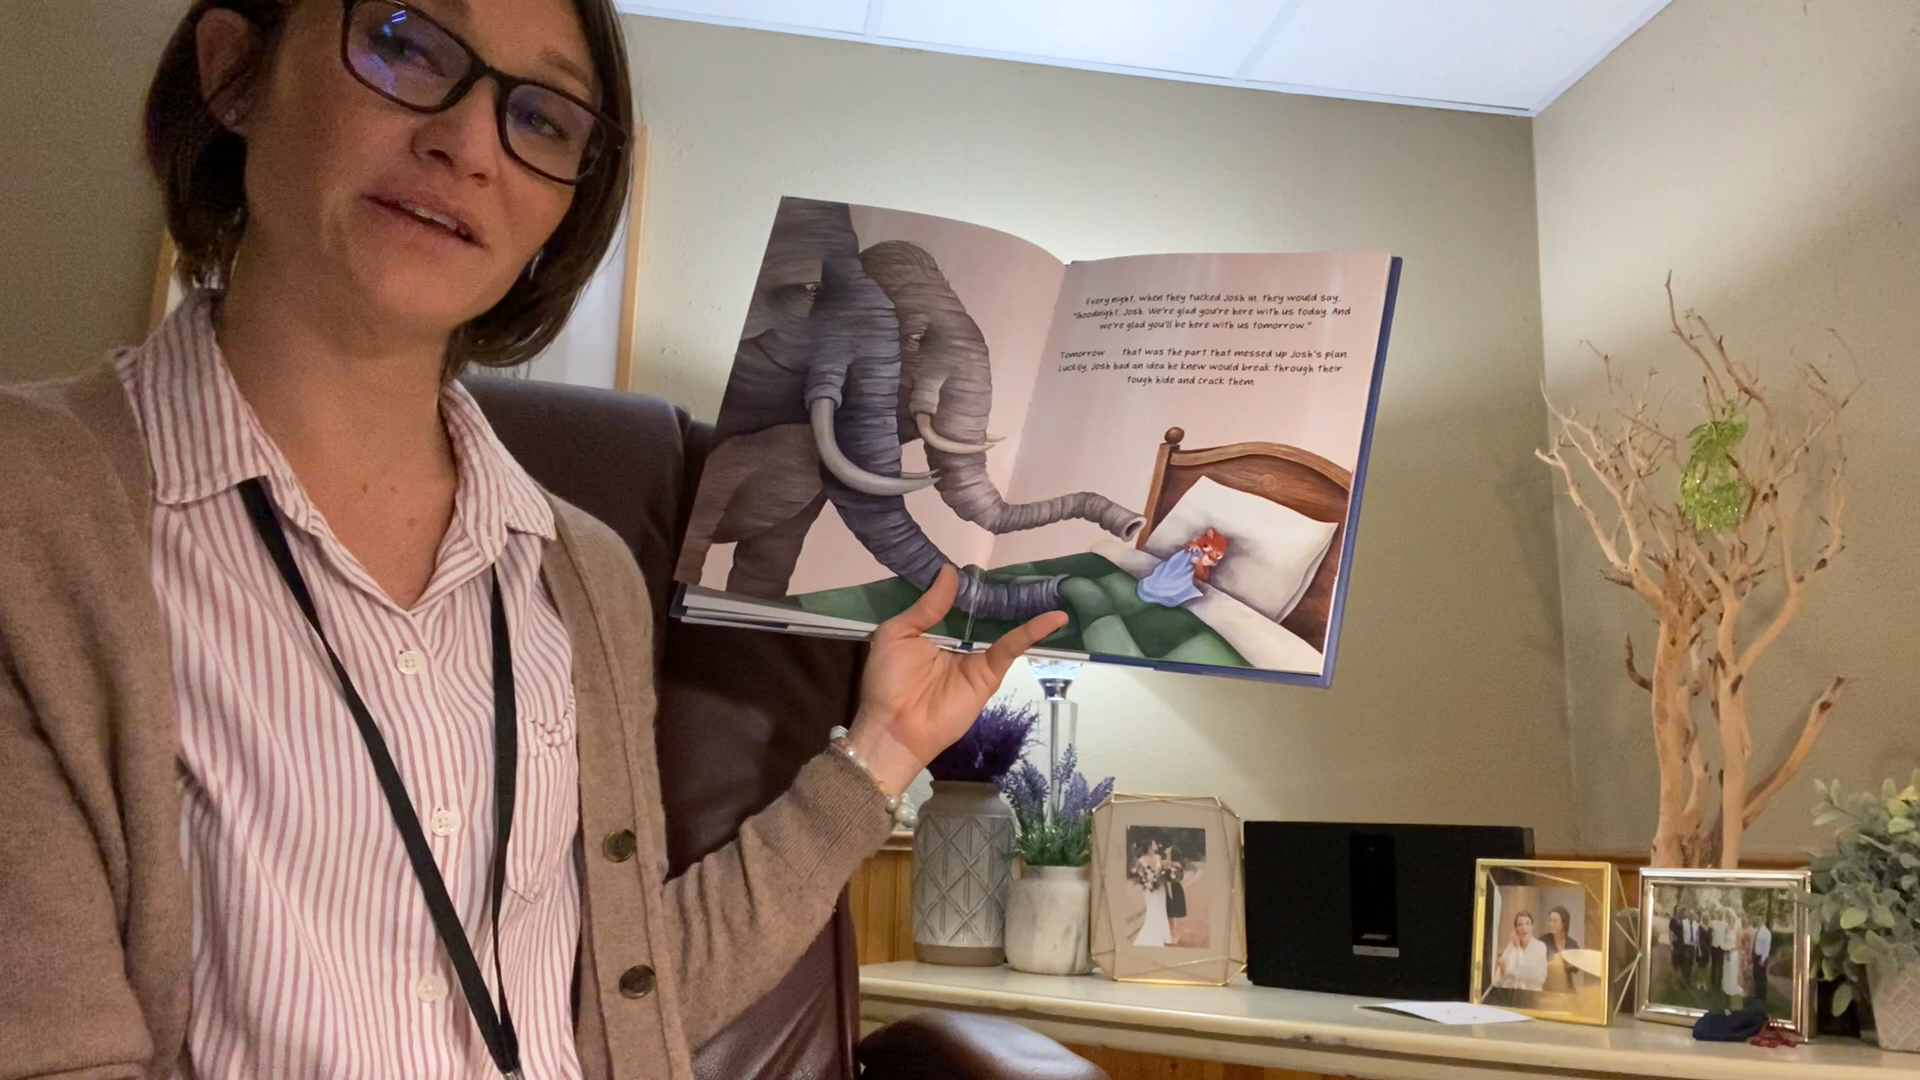 Every night, when they tucked Josh in, they would say,
"Goodnight, Josh. We're glad you're here with us today. And
we're glad you'll be here with us tomorrow."
Tomorrow that was the part that messed up Josh's plan.
Luckily, Josh had an idea he knew would break through their
tough hide and crack them.
BOSE